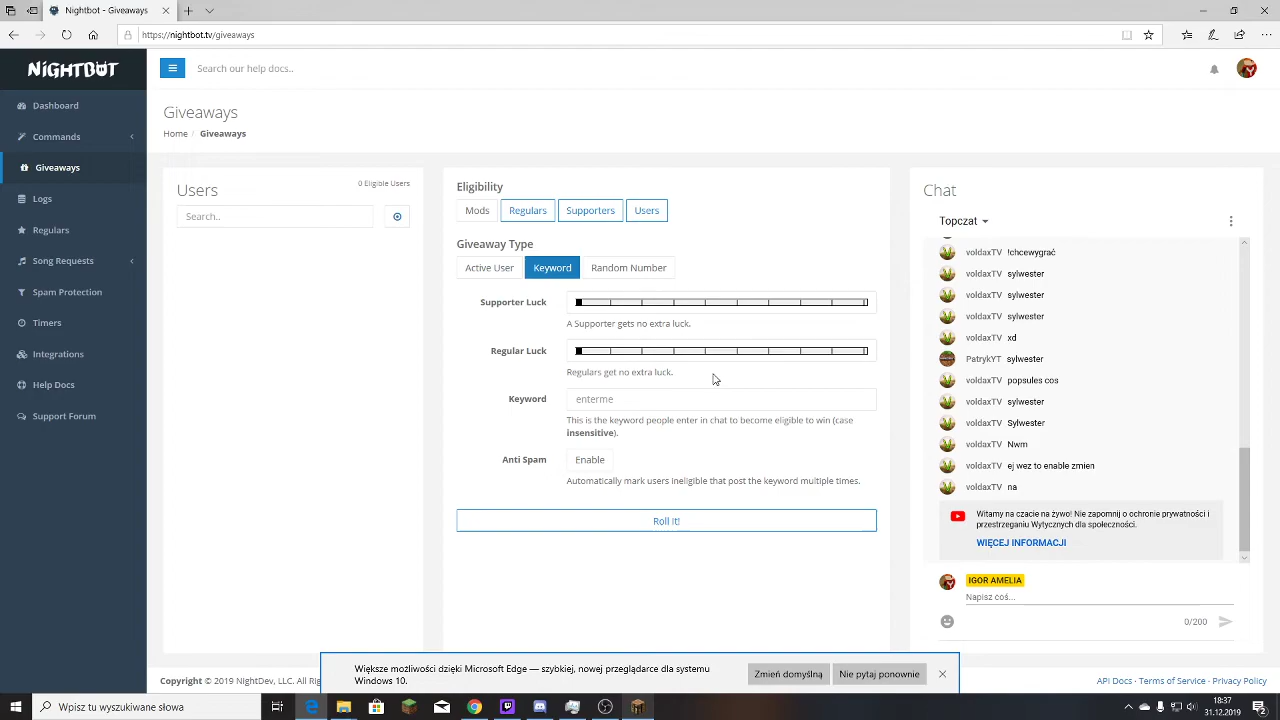 Nightbot - Giveaways
https://nightbot.tv/giveaways
NIGHTBOT
Search our help docs..
Dashboard
Commands
Giveaways
Logs
Regulars
Song Requests
Spam Protection
Timers
Integrations
Help Docs
Support Forum
Giveaways
Home / Giveaways
Users
0 Eligible Users
Search..
Eligibility
Mods
Regulars
Supporters
Users
Giveaway Type
Active User
Keyword
Random Number
Supporter Luck
A Supporter gets no extra luck.
Regular Luck
Regulars get no extra luck.
Keyword
enterme
This is the keyword people enter in chat to become eligible to win (case
insensitive).
Anti Spam
Enable
Automatically mark users ineligible that post the keyword multiple times.
Roll It!
Chat
Topczat
voldaxTV !chcewygrać
voldaxTV sylwester
voldaxTV sylwester
voldaxTV sylwester
voldaxTV xd
PatrykYT sylwester
voldaxTV popsules cos
voldaxTV sylwester
voldaxTV Sylwester
voldaxTV Nwm
voldaxTV ej wez to enable zmien
voldaxTV na
Witamy na czacie na żywo! Nie zapomnij o ochronie prywatności i
przestrzeganiu Wytycznych dla społeczności.
WIĘCEJ INFORMACJI
IGOR AMELIA
Napisz coś...
0/200
Copyright © 2019 NightDev, LLC. All Rig
API Docs - Terms of Service - Privacy Policy
Większe możliwości dzięki Microsoft Edge — szybkiej, nowej przeglądarce dla systemu
Windows 10.
Zmień domyślną
Nie pytaj ponownie
Wpisz tu wyszukiwane słowa
18:37
31.12.2019